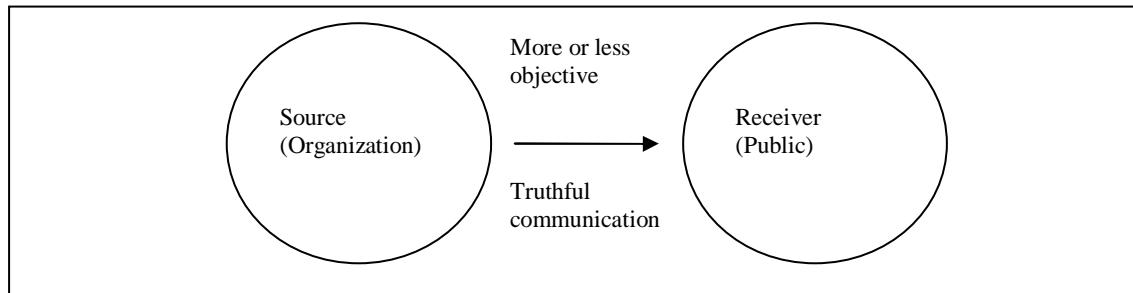 Source
(Organization)
More or less
objective
Truthful
communication
Receiver
(Public)